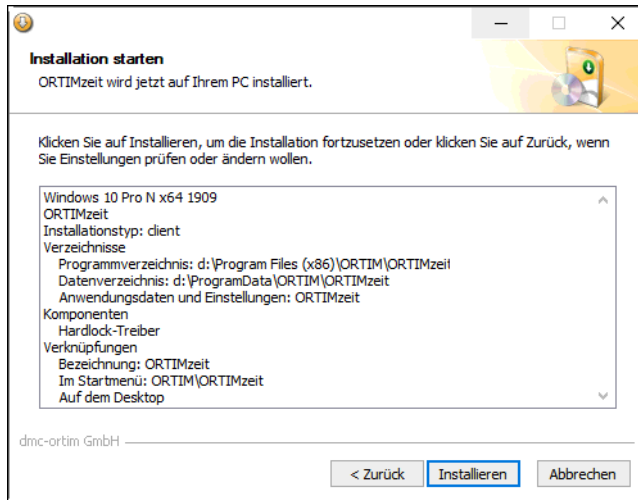 Installation starten
ORTIMzeit wird jetzt auf Ihrem PC installiert.
Klicken Sie auf Installieren, um die Installation fortzusetzen oder klicken Sie auf Zurück, wenn
Sie Einstellungen prüfen oder ändern wollen.
Windows 10 Pro N x64 1909
ORTIMzeit
Installationstyp: client
Verzeichnisse
Programmverzeichnis: d:\Program Files (x86)\ORTIM\ORTIMzeit
Datenverzeichnis: d:\ProgramData\ORTIM\ORTIMzeit
Anwendungsdaten und Einstellungen: ORTIMzeit
Komponenten
Hardlock-Treiber
Verknüpfungen
Bezeichnung: ORTIMzeit
Im Startmenü: ORTIM\ORTIMzeit
Auf dem Desktop
dmc-ortim GmbH
< Zurück Installieren Abbrechen